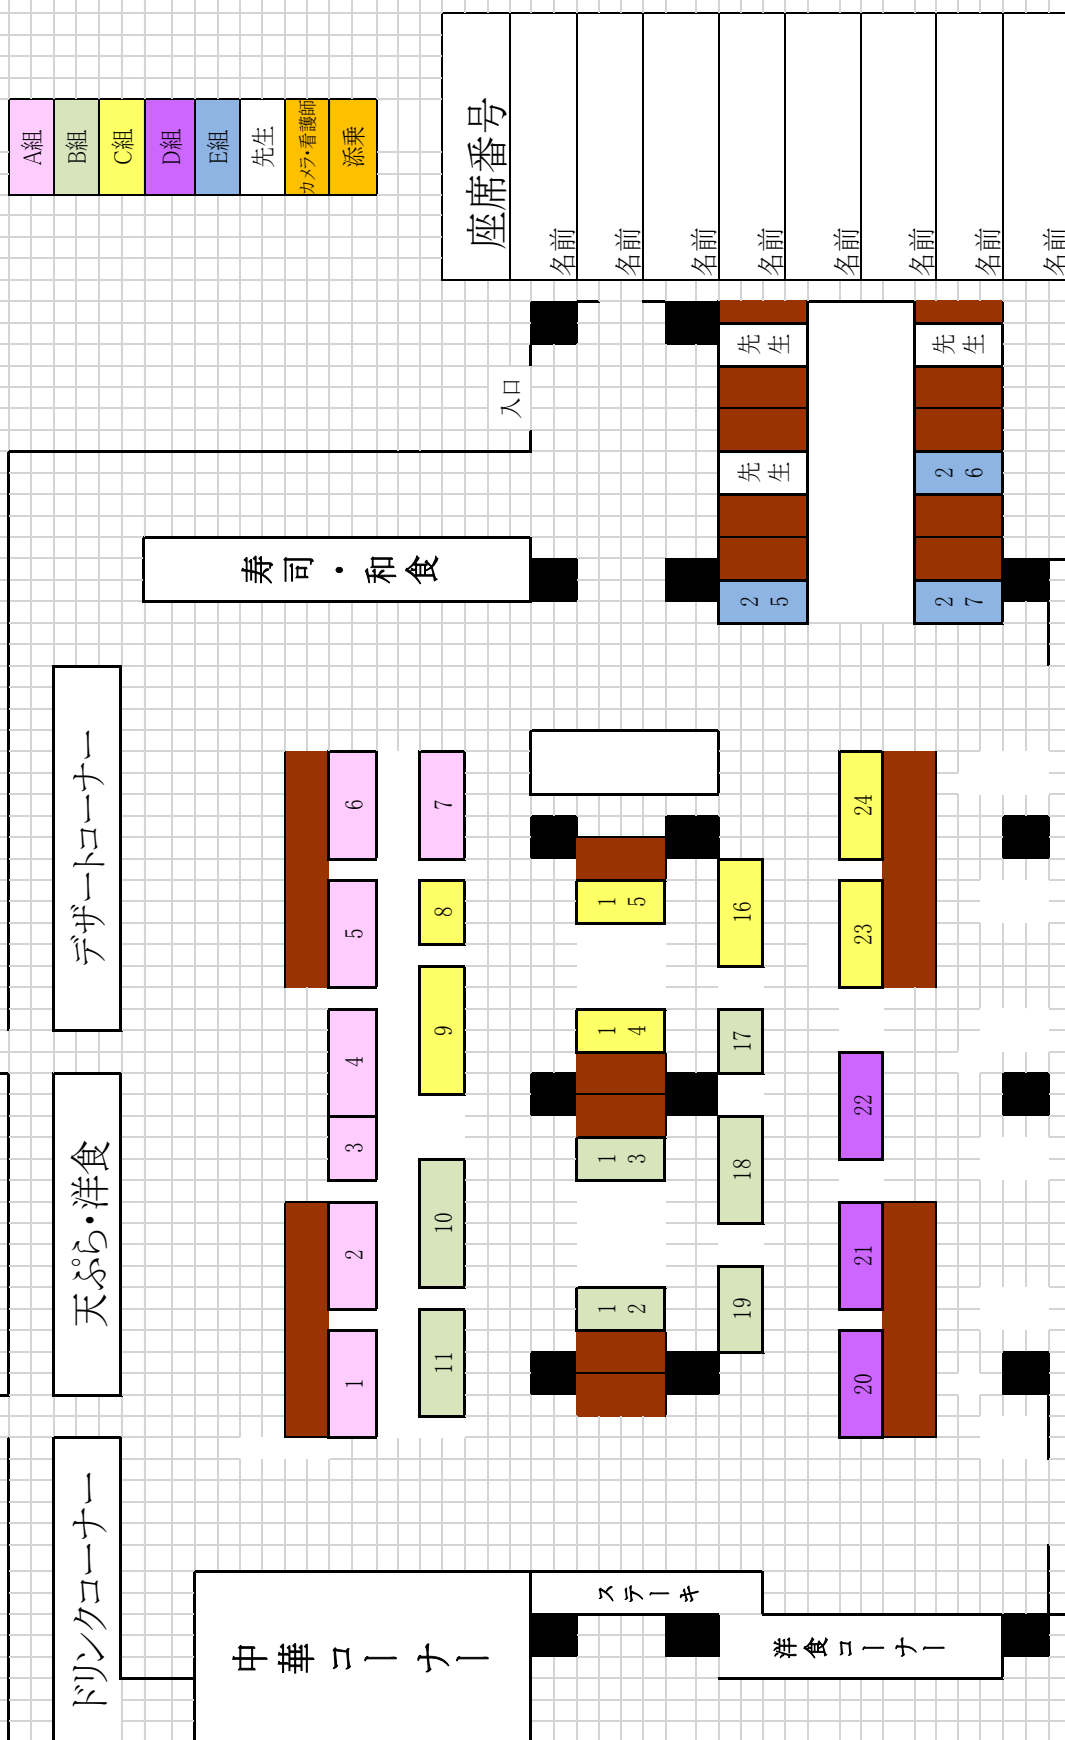 A組
B組
C組
D組
E組
先生
カメラ・看護師
添乗
座席番号
名前
名前
名前
名前
名前
名前
名前
名前
入口
先生
先生
先生
26
25
27
寿司・和食
デザートコーナー
天ぷら・洋食
ドリンクコーナー
中華コーナー
ステーキ
洋食コーナー
6
7
24
5
8
15
16
23
4
9
14
17
22
3
10
13
18
2
21
11
12
19
1
20